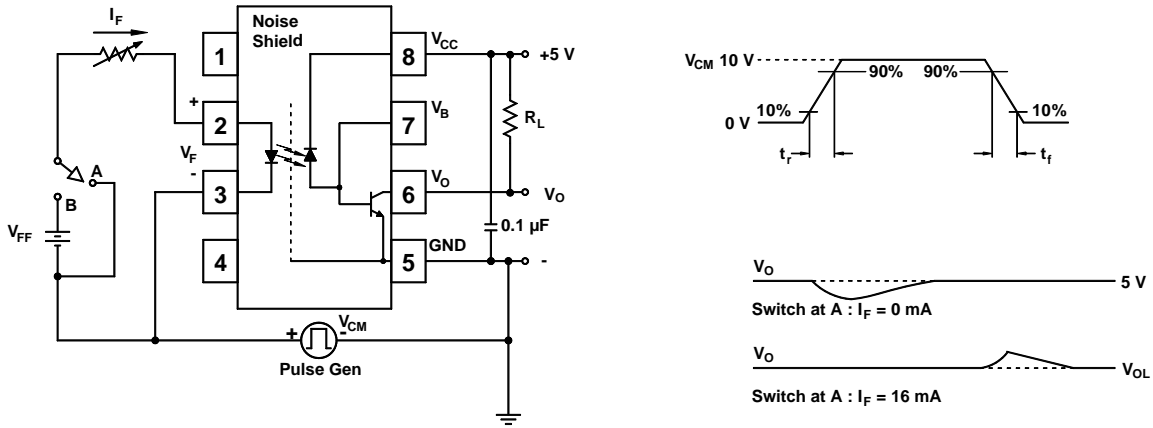 I_F
Noise
Shield
1
8
V_CC
+5 V
+
2
7
V_B
R_L
V_F
-
A
3
6
V_O
V_O
B
V_FF
4
5
GND
0.1 µF
-
+
V_CM
-
Pulse Gen
V_CM 10 V
90%
90%
10%
10%
0 V
t_r
t_f
V_O
5 V
Switch at A : I_F = 0 mA
V_O
V_OL
Switch at A : I_F = 16 mA